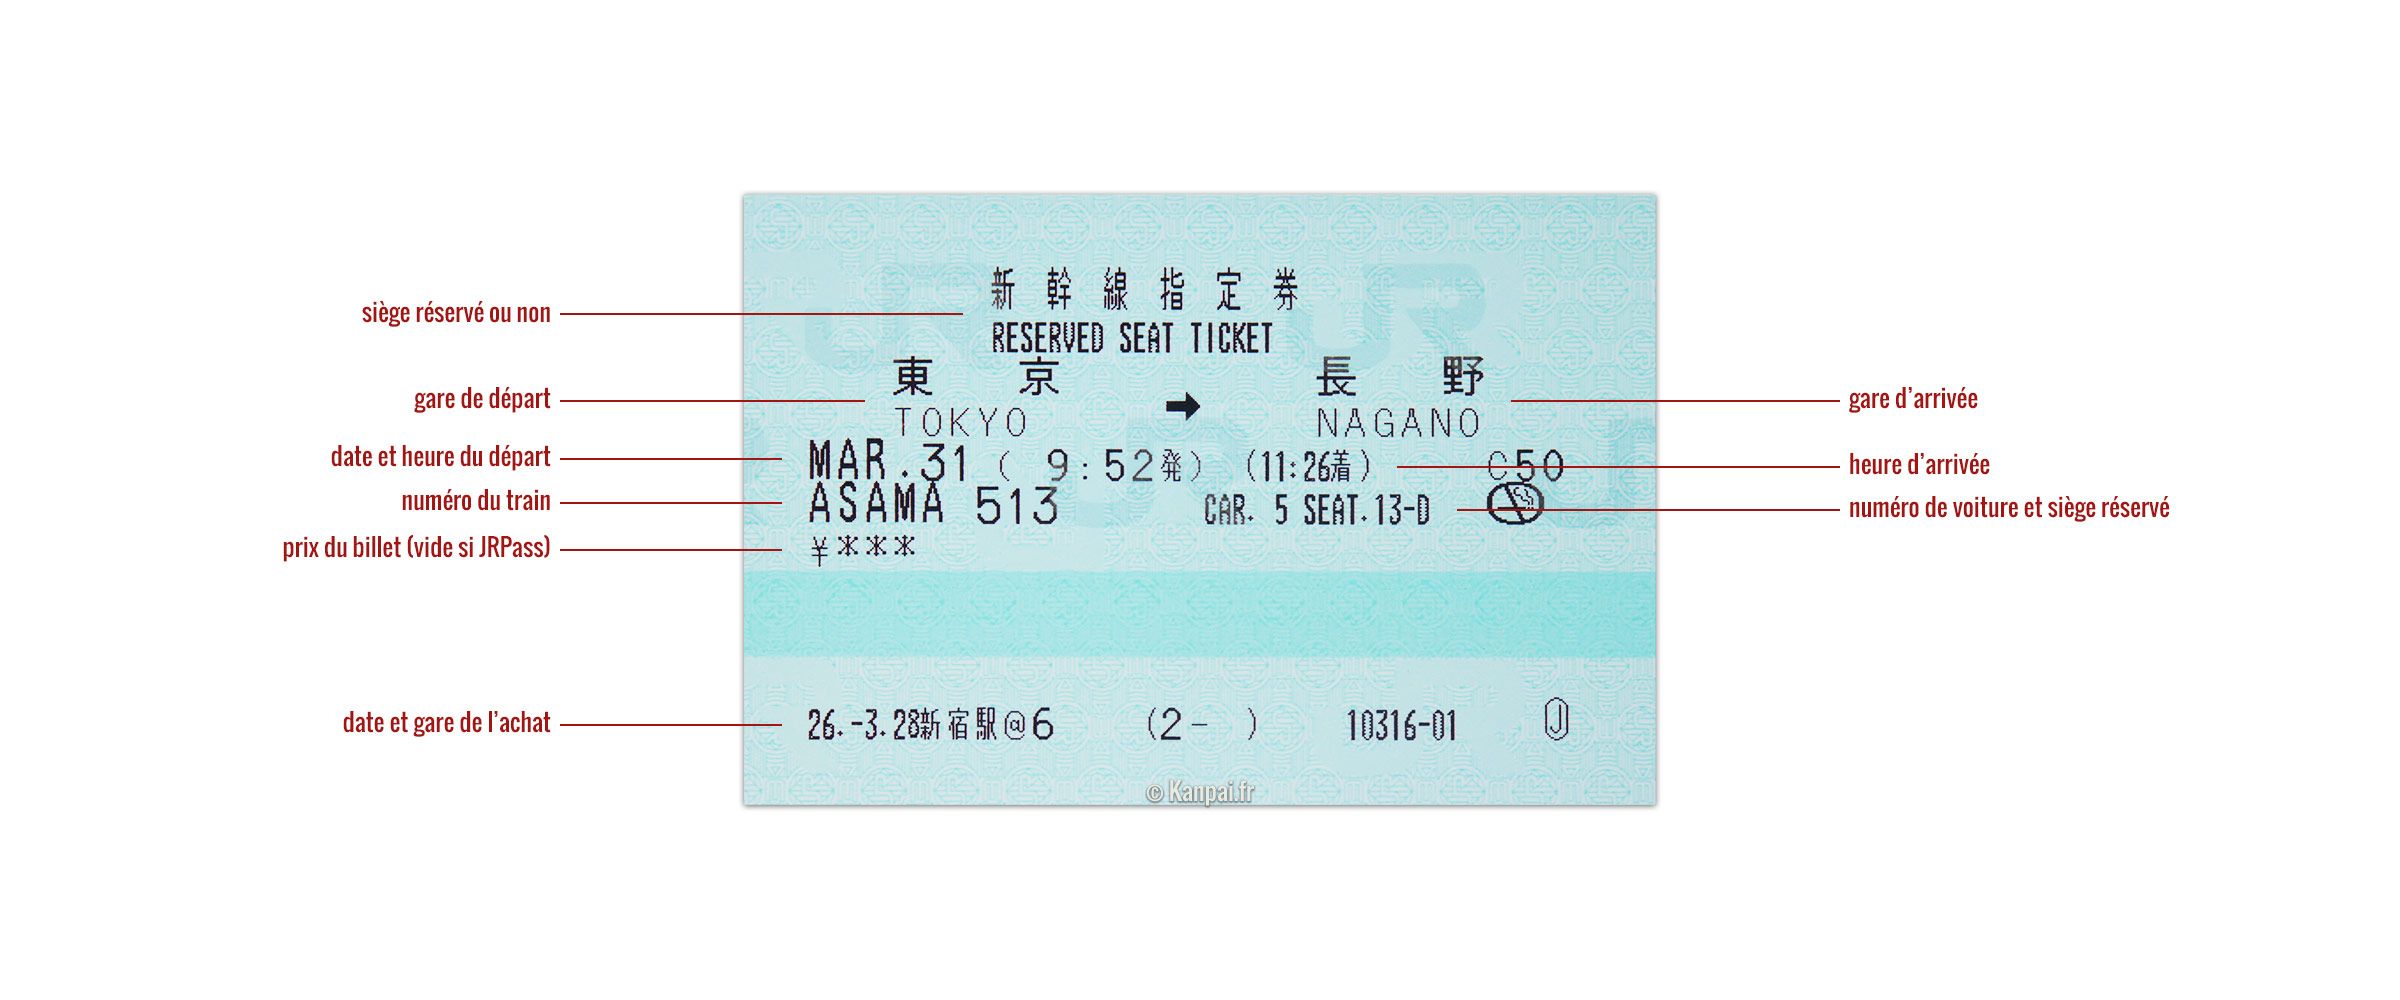 新幹線指定券
siège réservé ou non
RESERVED SEAT TICKET
東京 ➡ 長野
gare de départ
gare d'arrivée
TOKYO NAGANO
date et heure du départ
MAR.31 ( 9:52発) (11:26着) C50
heure d'arrivée
numéro du train
ASAMA 513 CAR. 5 SEAT.13-D
numéro de voiture et siège réservé
prix du billet (vide si JRPass)
¥***
date et gare de l'achat
26.-3.28新宿駅@6 (2- ) 10316-01 Ⓙ
© Kanpai.fr